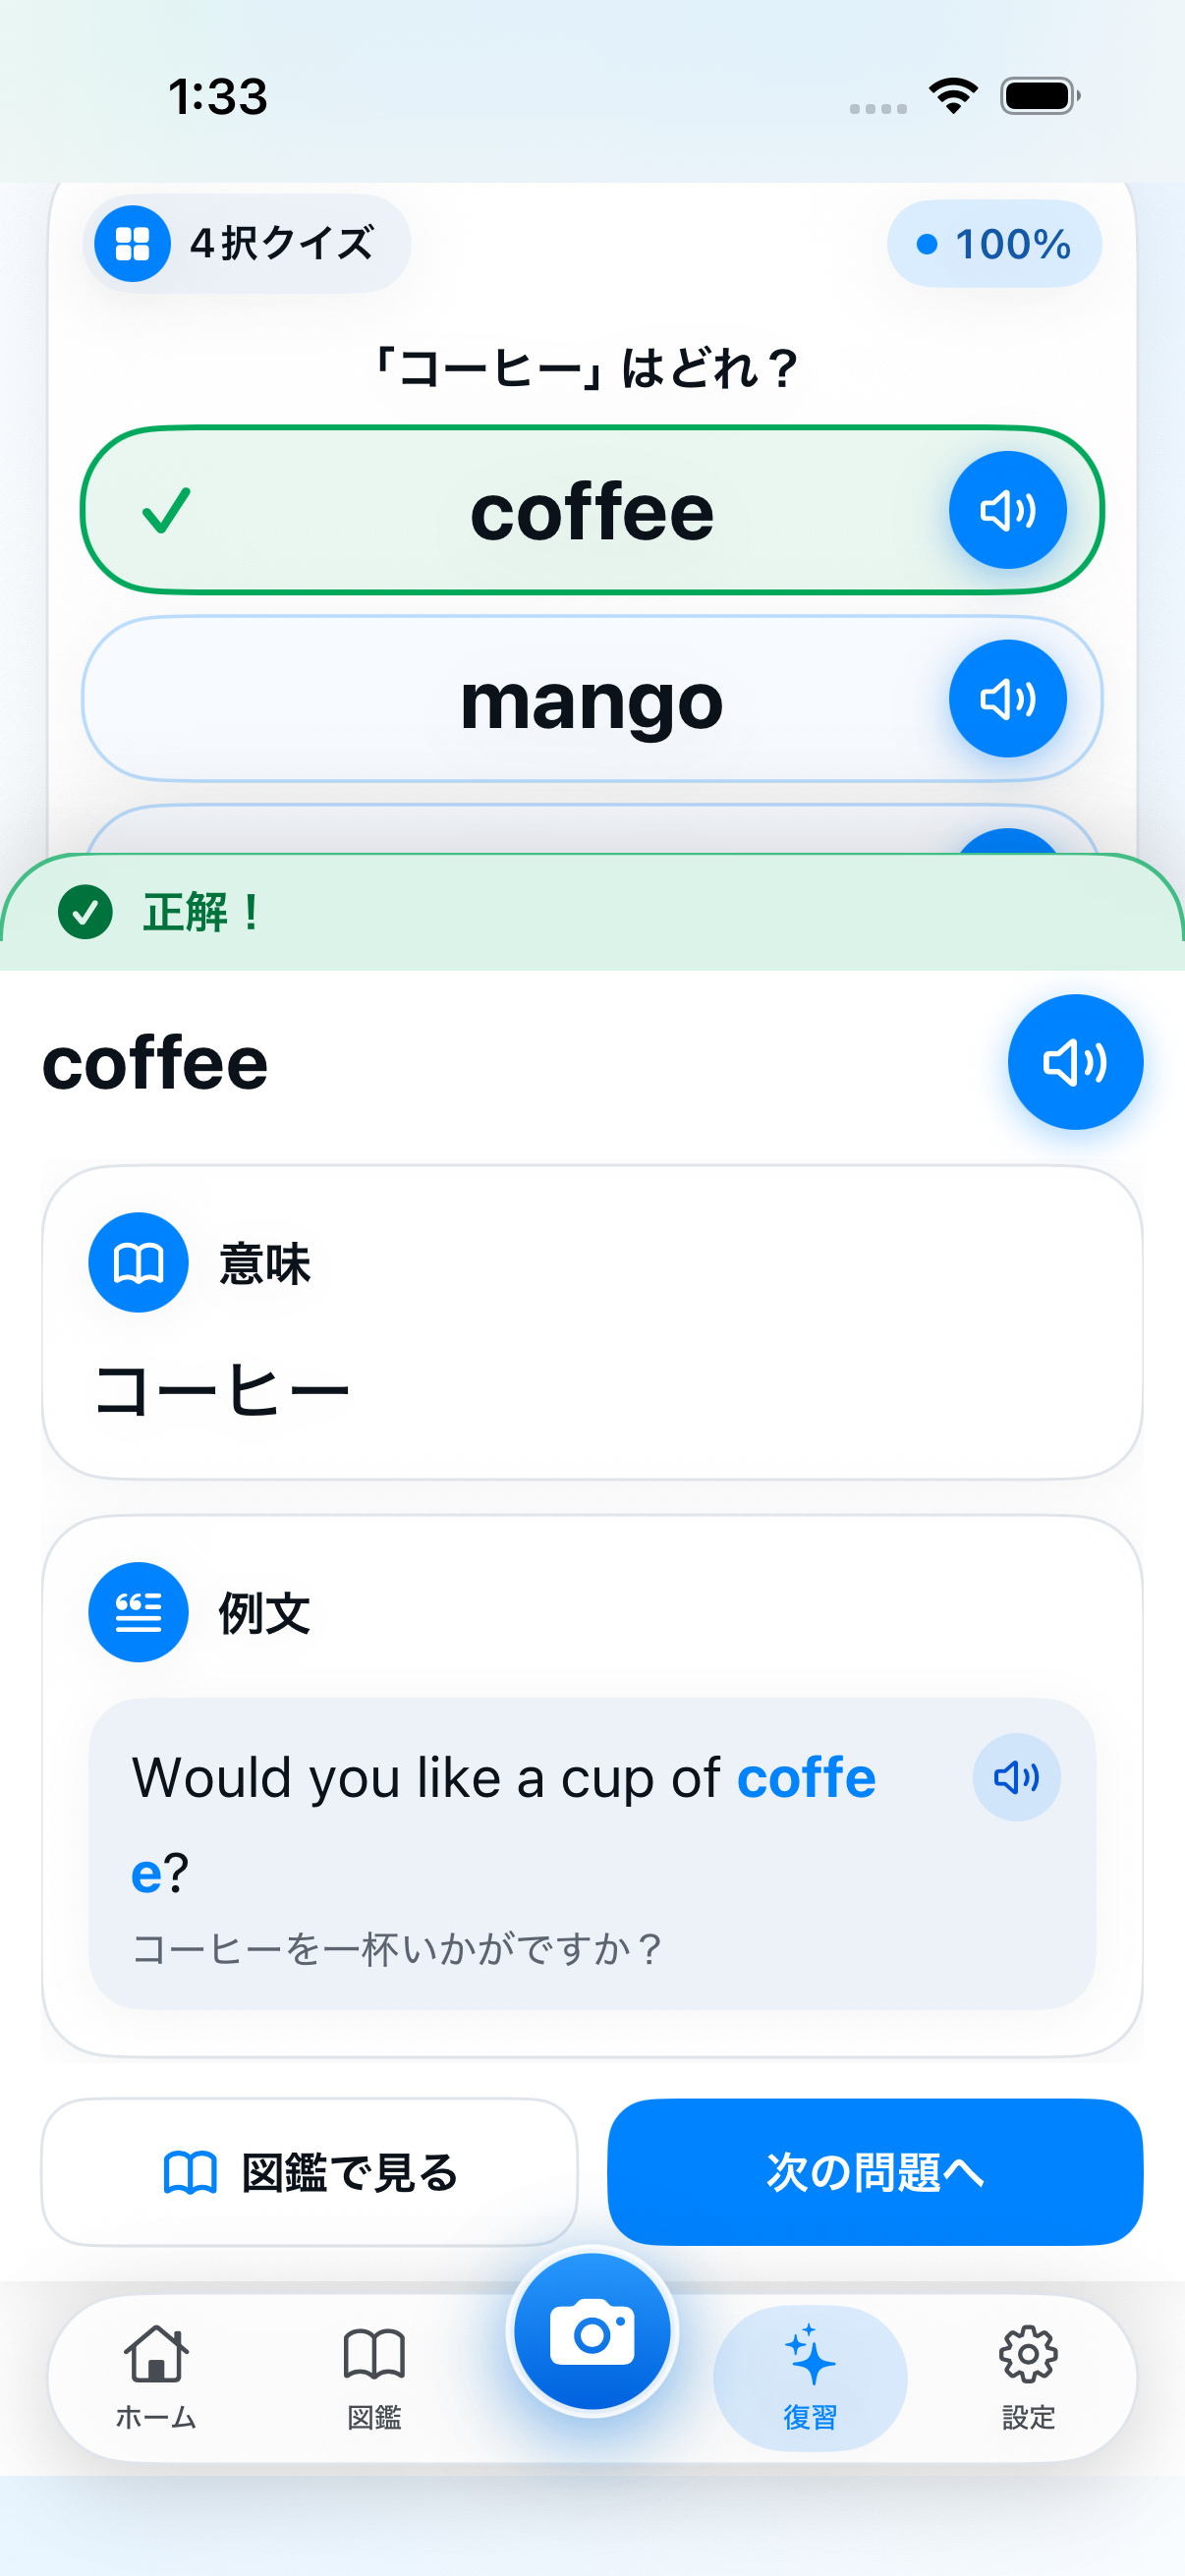 1:33
4択クイズ
100%
「コーヒー」はどれ？
coffee
mango
正解！
coffee
意味
コーヒー
例文
Would you like a cup of coffe
e?
コーヒーを一杯いかがですか？
図鑑で見る
次の問題へ
ホーム
図鑑
復習
設定